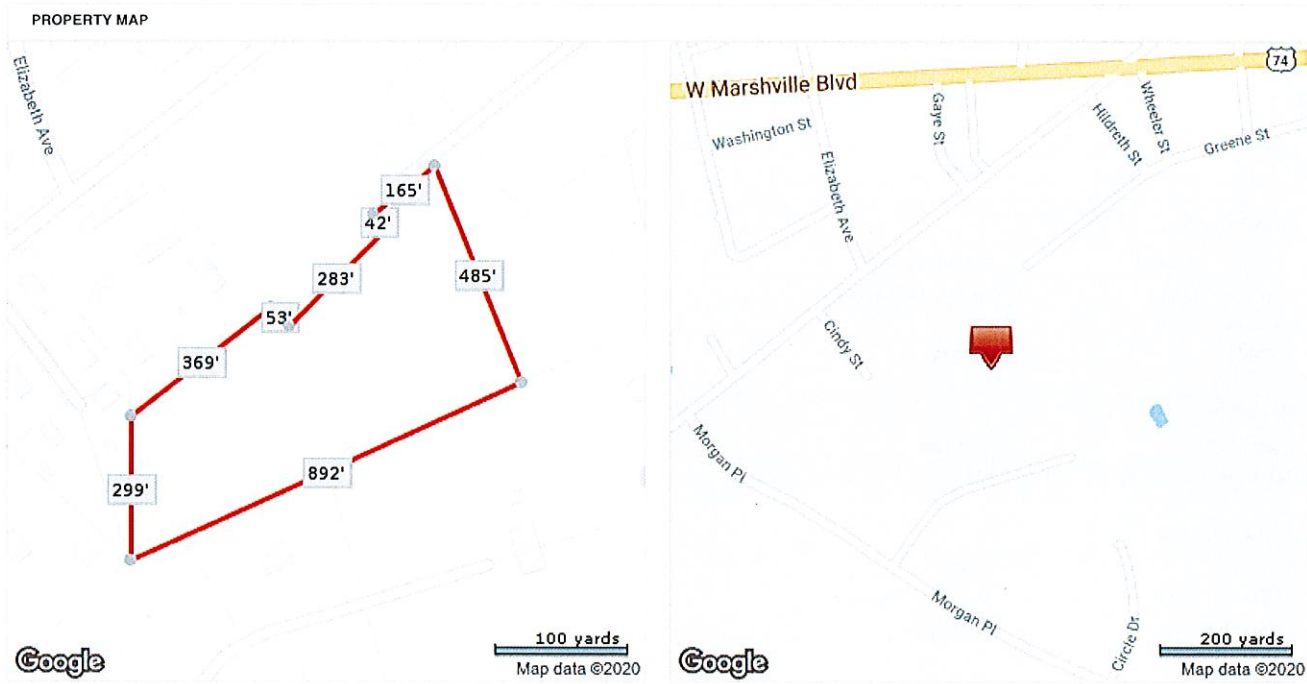 PROPERTY MAP
Elizabeth Ave
165'
42'
283'
485'
53'
369'
892'
299'
100 yards
Google
Map data ©2020
74
W Marshville Blvd
Washington St
Elizabeth Ave
Gaye St
Hildreth St
Wheeler St
Greene St
Cindy St
Morgan Pl
Morgan Pl
Circle Dr
200 yards
Google
Map data ©2020